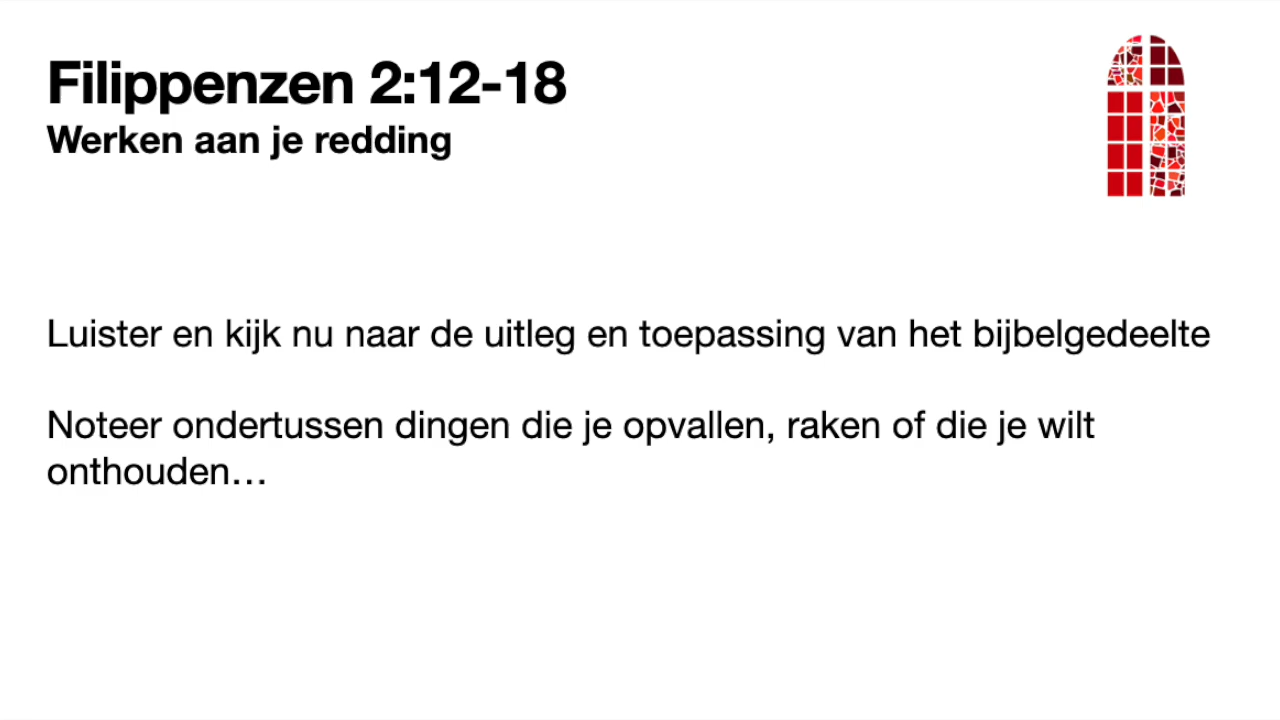 Filippenzen 2:12-18
Werken aan je redding
Luister en kijk nu naar de uitleg en toepassing van het bijbelgedeelte
Noteer ondertussen dingen die je opvallen, raken of die je wilt
onthouden…